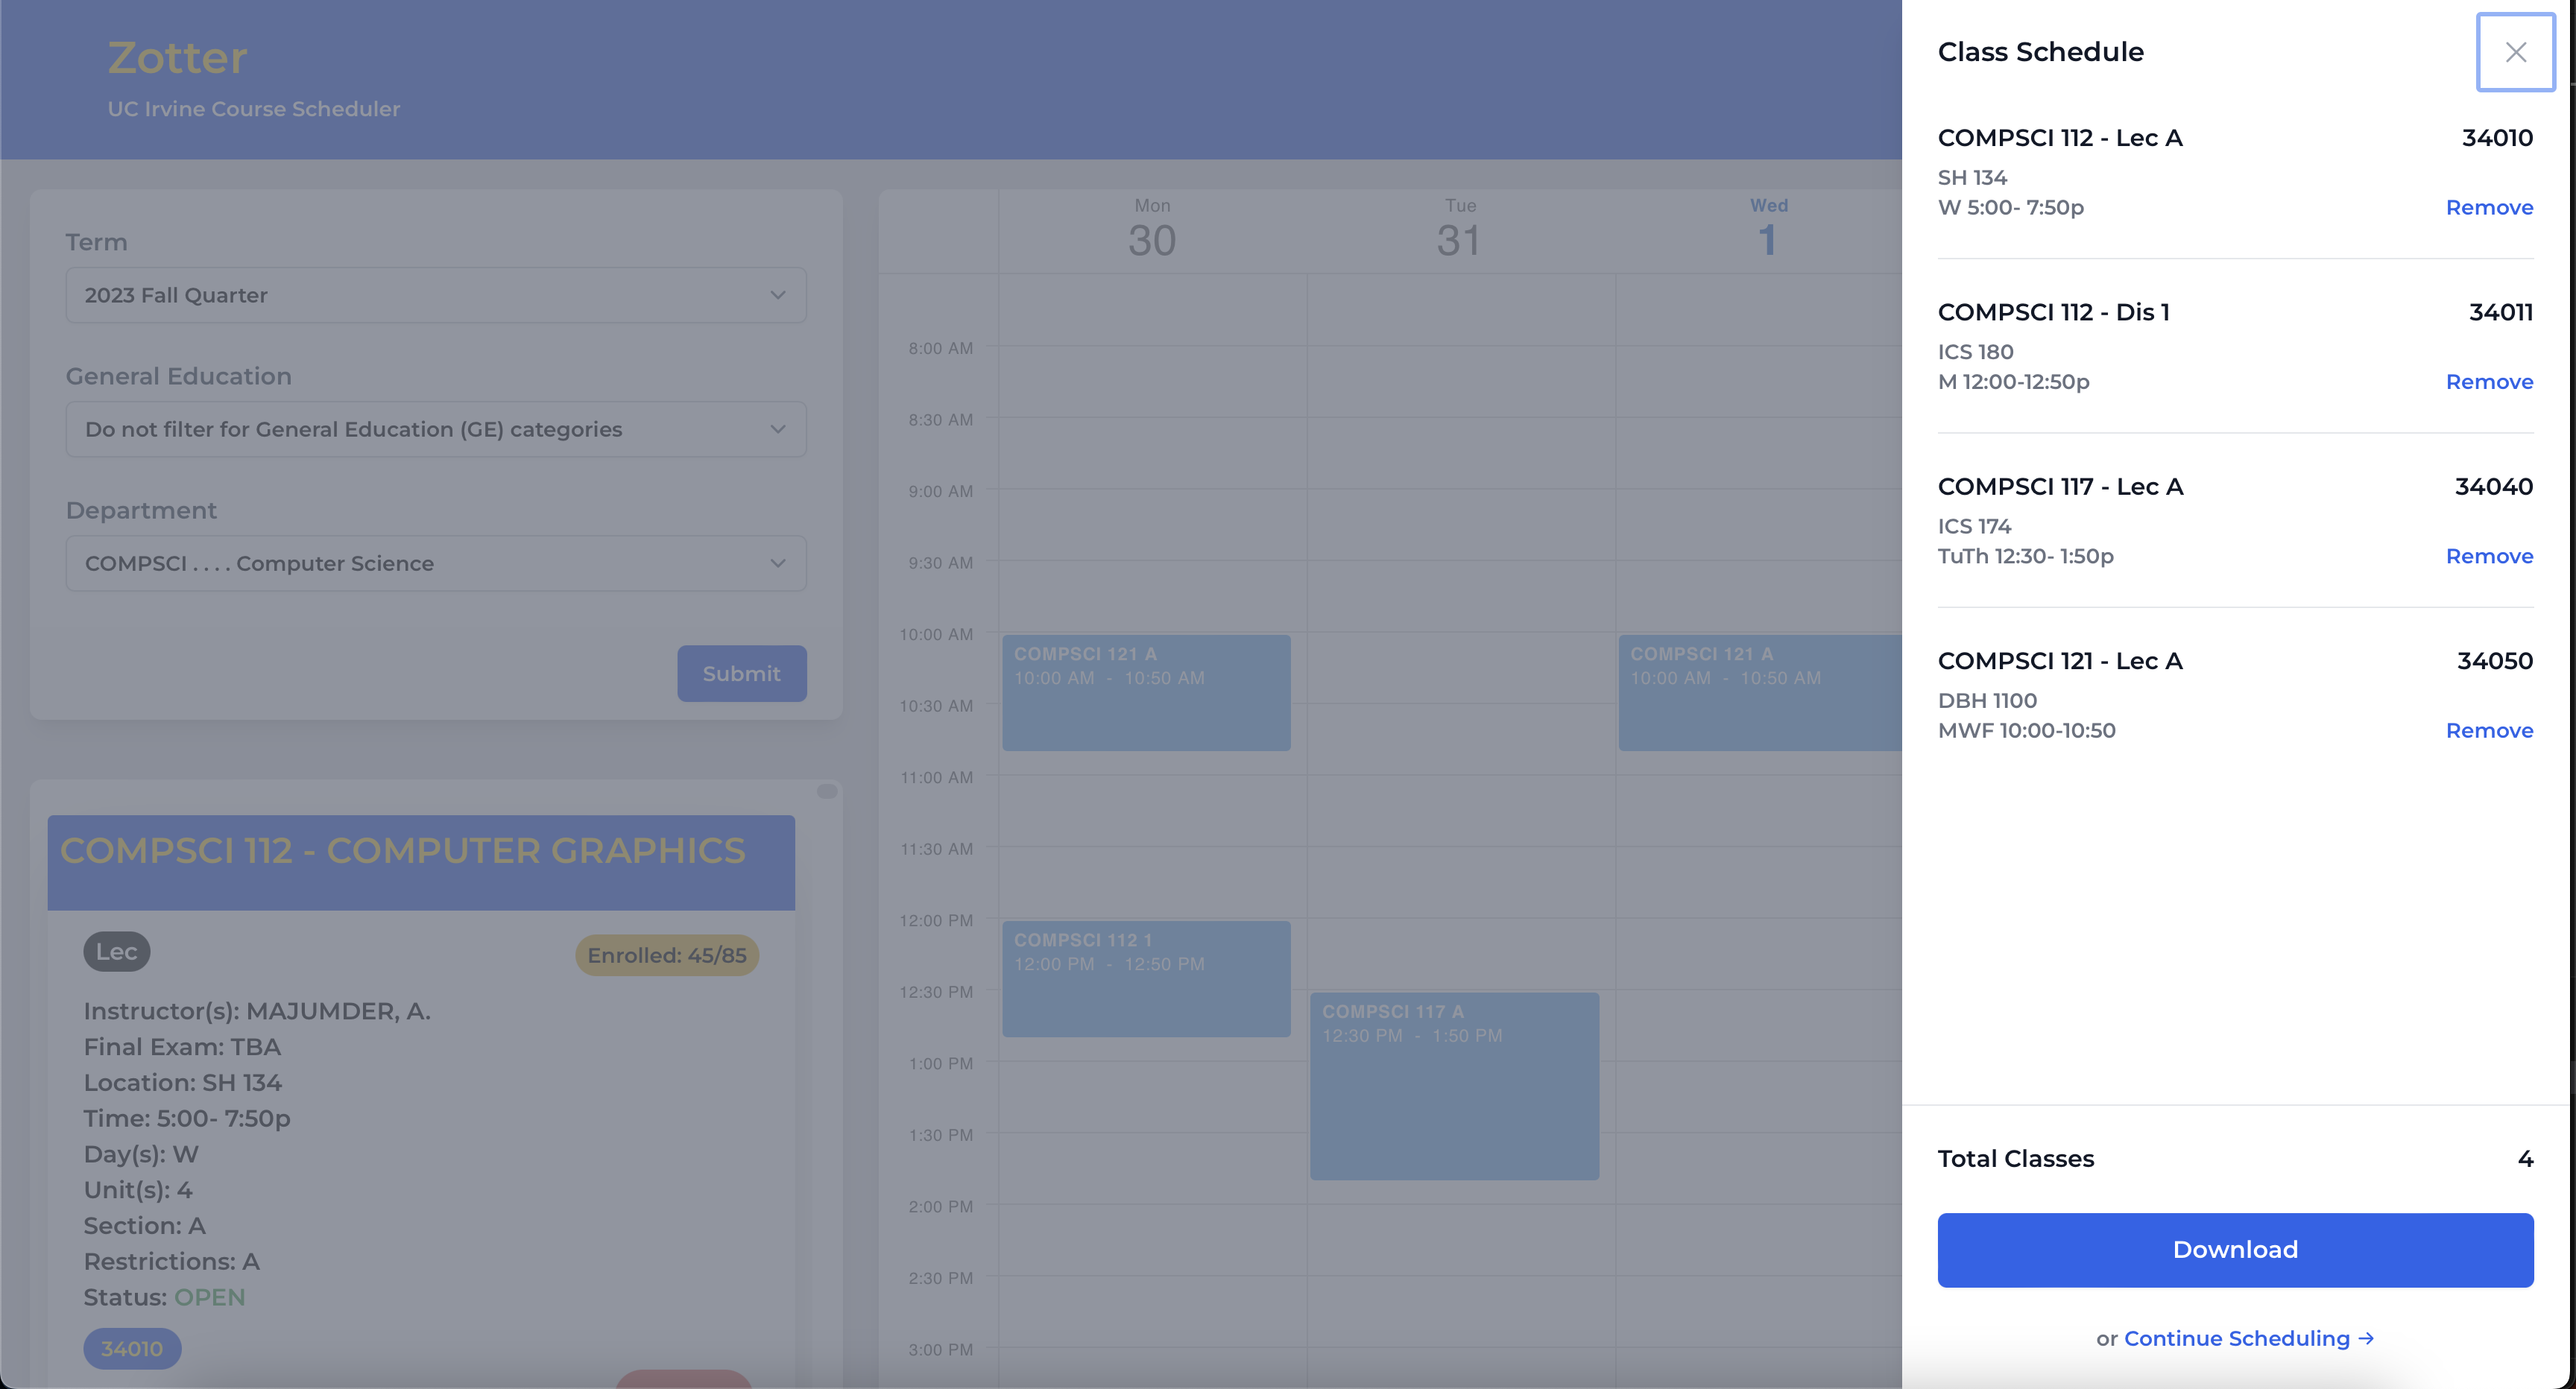 Zotter
UC Irvine Course Scheduler
Term
2023 Fall Quarter
General Education
Do not filter for General Education (GE) categories
Department
COMPSCI . . . . Computer Science
Submit
COMPSCI 112 - COMPUTER GRAPHICS
Lec
Enrolled: 45/85
Instructor(s): MAJUMDER, A.
Final Exam: TBA
Location: SH 134
Time: 5:00- 7:50p
Day(s): W
Unit(s): 4
Section: A
Restrictions: A
Status: OPEN
34010
Mon
30
Tue
31
Wed
1
8:00 AM
8:30 AM
9:00 AM
9:30 AM
10:00 AM
10:30 AM
11:00 AM
11:30 AM
12:00 PM
12:30 PM
1:00 PM
1:30 PM
2:00 PM
2:30 PM
3:00 PM
COMPSCI 121 A
10:00 AM - 10:50 AM
COMPSCI 112 1
12:00 PM - 12:50 PM
COMPSCI 117 A
12:30 PM - 1:50 PM
COMPSCI 121 A
10:00 AM - 10:50 AM
Class Schedule
COMPSCI 112 - Lec A 34010
SH 134
W 5:00- 7:50p Remove
COMPSCI 112 - Dis 1 34011
ICS 180
M 12:00-12:50p Remove
COMPSCI 117 - Lec A 34040
ICS 174
TuTh 12:30- 1:50p Remove
COMPSCI 121 - Lec A 34050
DBH 1100
MWF 10:00-10:50 Remove
Total Classes 4
Download
or Continue Scheduling →